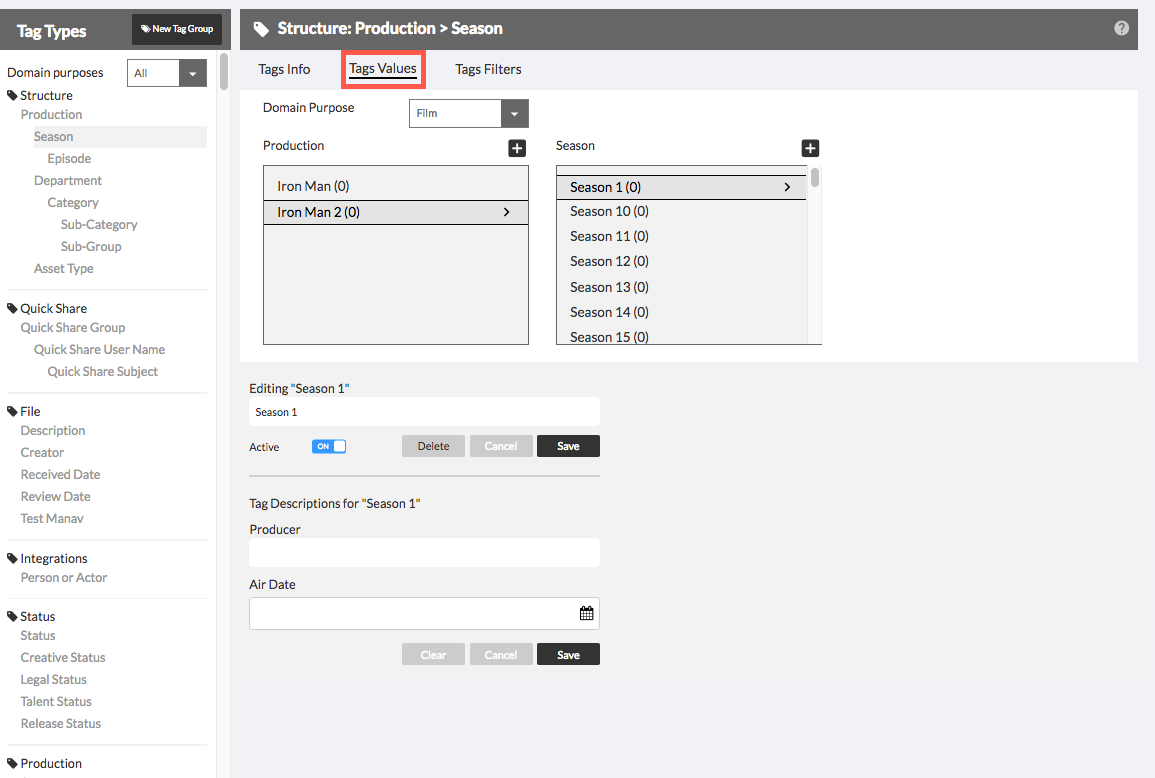 Tag Types
New Tag Group
Domain purposes
All
Structure
Production
Season
Episode
Department
Category
Sub-Category
Sub-Group
Asset Type
Quick Share
Quick Share Group
Quick Share User Name
Quick Share Subject
File
Description
Creator
Received Date
Review Date
Test Manav
Integrations
Person or Actor
Status
Status
Creative Status
Legal Status
Talent Status
Release Status
Production
Structure: Production > Season
?
Tags Info
Tags Values
Tags Filters
Domain Purpose
Film
Production
Iron Man (0)
Iron Man 2 (0)
Season
Season 1 (0)
Season 10 (0)
Season 11 (0)
Season 12 (0)
Season 13 (0)
Season 14 (0)
Season 15 (0)
Editing "Season 1"
Season 1
Active
ON
Delete
Cancel
Save
Tag Descriptions for "Season 1"
Producer
Air Date
Clear
Cancel
Save